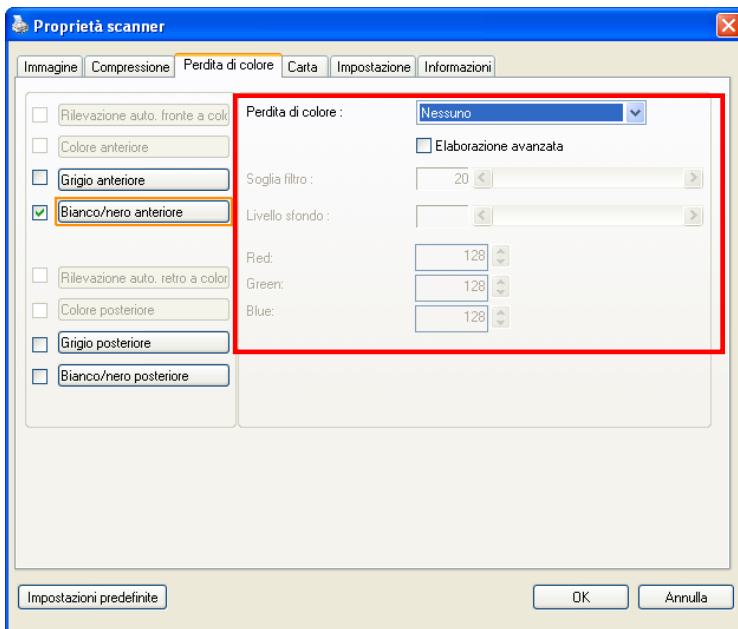 Proprietà scanner
Immagine Compressione Perdita di colore Carta Impostazione Informazioni
Rilevazione auto. fronte a colo
Colore anteriore
Grigio anteriore
Bianco/nero anteriore
Rilevazione auto. retro a color
Colore posteriore
Grigio posteriore
Bianco/nero posteriore
Perdita di colore : Nessuno
Elaborazione avanzata
Soglia filtro : 20
Livello sfondo :
Red: 128
Green: 128
Blue: 128
Impostazioni predefinite OK Annulla